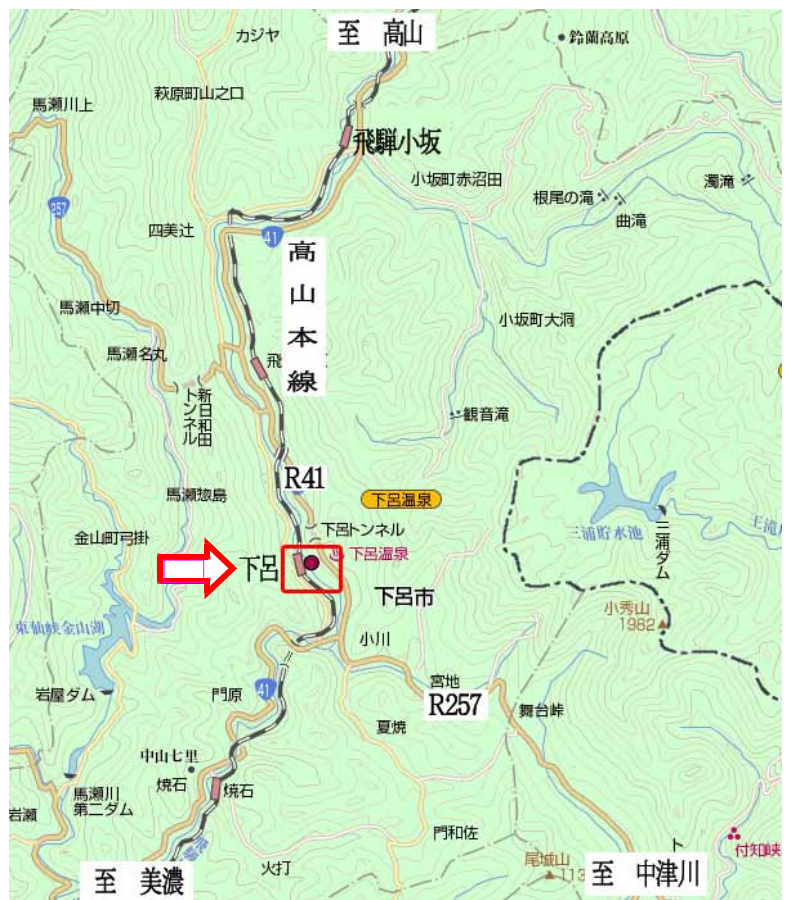 カジヤ
至 高山
鈴蘭高原
萩原町山之口
馬瀬川上
飛騨小坂
小坂町赤沼田
濁滝
根尾の滝
曲滝
257
四美辻
41
高山本線
馬瀬中切
小坂町大洞
馬瀬名丸
飛
新日和田
トンネル
観音滝
R41
馬瀬惣島
下呂温泉
下呂トンネル
金山町弓掛
三浦貯水池
三浦ダム
王滝川
下呂
下呂温泉
下呂市
小秀山
1982
東仙峡金山湖
小川
岩屋ダム
門原
41
宮地
R257
舞台峠
夏焼
中山七里
焼石
焼石
馬瀬川
第二ダム
岩瀬
飛
門和佐
ト
付知峡
火打
尾城山
113
至 美濃
至 中津川